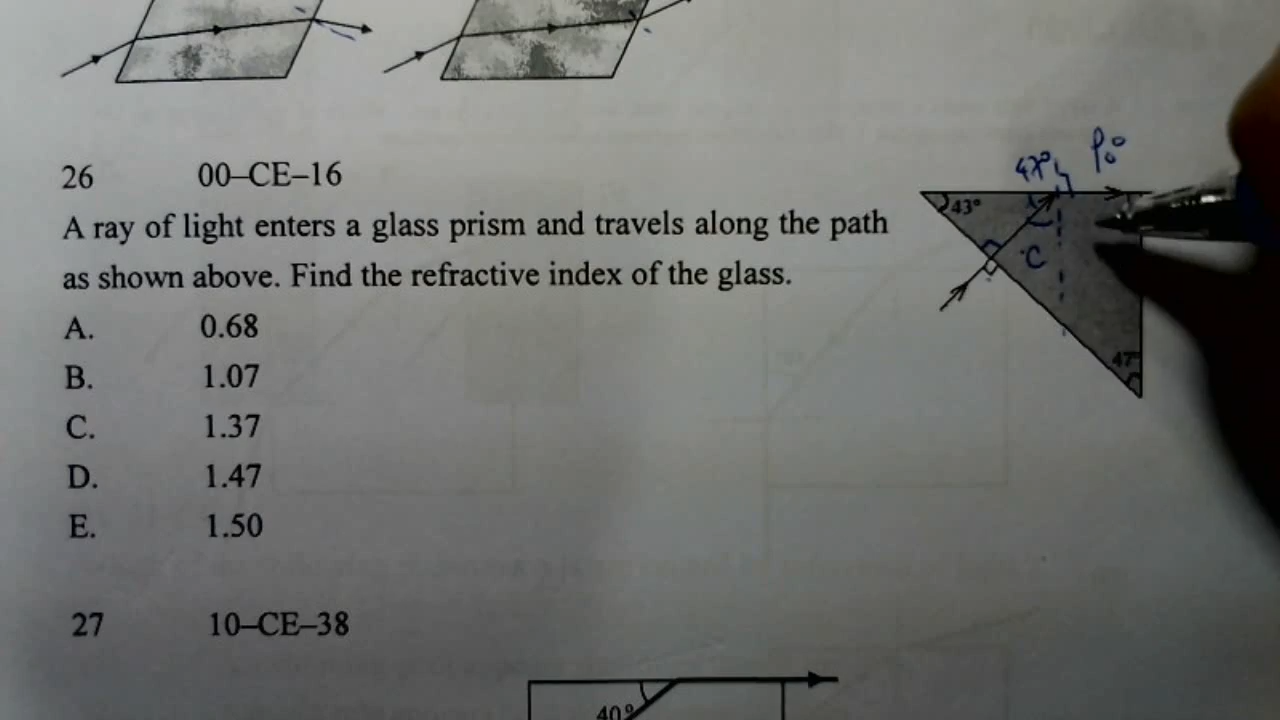 26 00–CE–16
A ray of light enters a glass prism and travels along the path
as shown above. Find the refractive index of the glass.
A. 0.68
B. 1.07
C. 1.37
D. 1.47
E. 1.50
47°
43°
C
47°
27 10–CE–38
40°